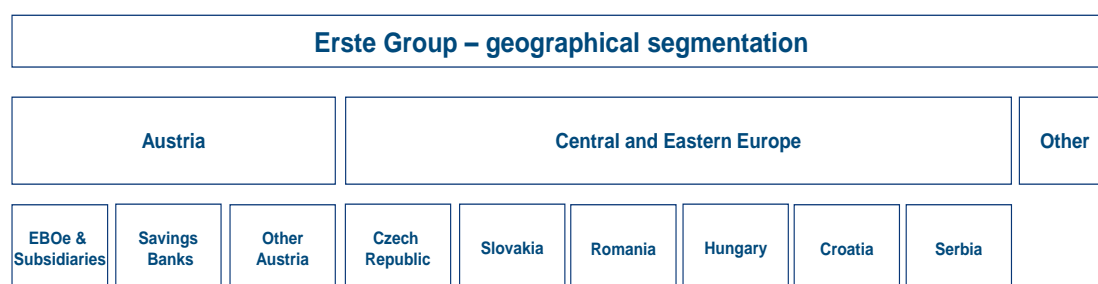 Erste Group – geographical segmentation
Austria
Central and Eastern Europe
Other
EBOe &
Subsidiaries
Savings
Banks
Other
Austria
Czech
Republic
Slovakia
Romania
Hungary
Croatia
Serbia